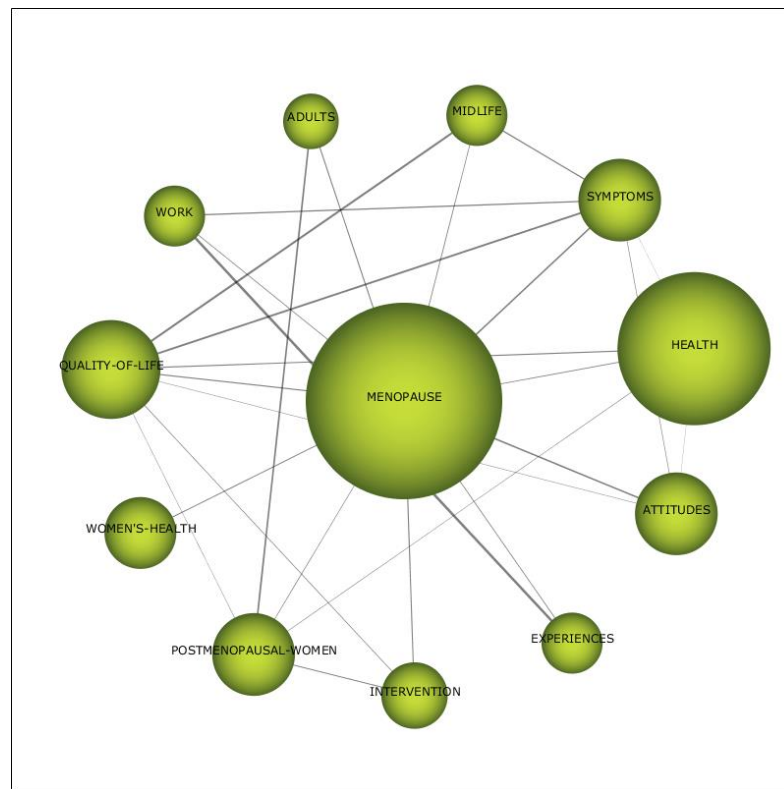 MIDLIFE
ADULTS
SYMPTOMS
WORK
HEALTH
QUALITY-OF-LIFE
MENOPAUSE
ATTITUDES
WOMEN'S-HEALTH
EXPERIENCES
POSTMENOPAUSAL-WOMEN
INTERVENTION